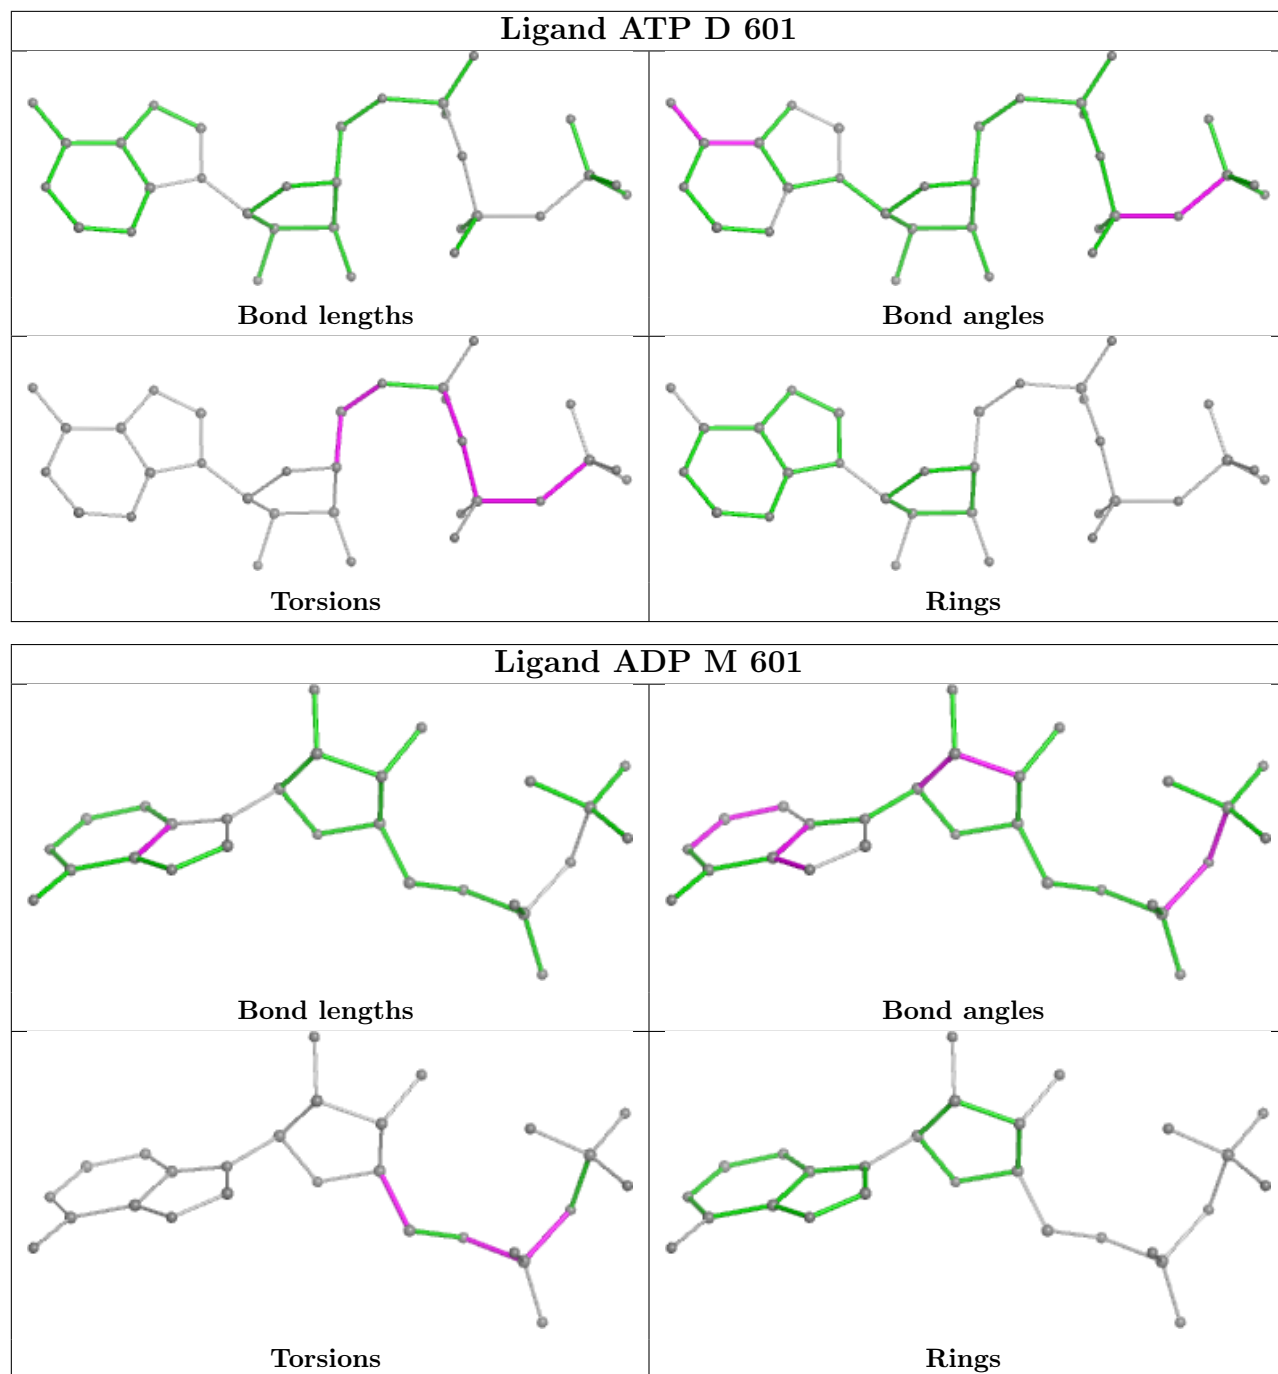 Ligand ATP D 601
Bond lengths
Bond angles
Torsions
Rings
Ligand ADP M 601
Bond lengths
Bond angles
Torsions
Rings